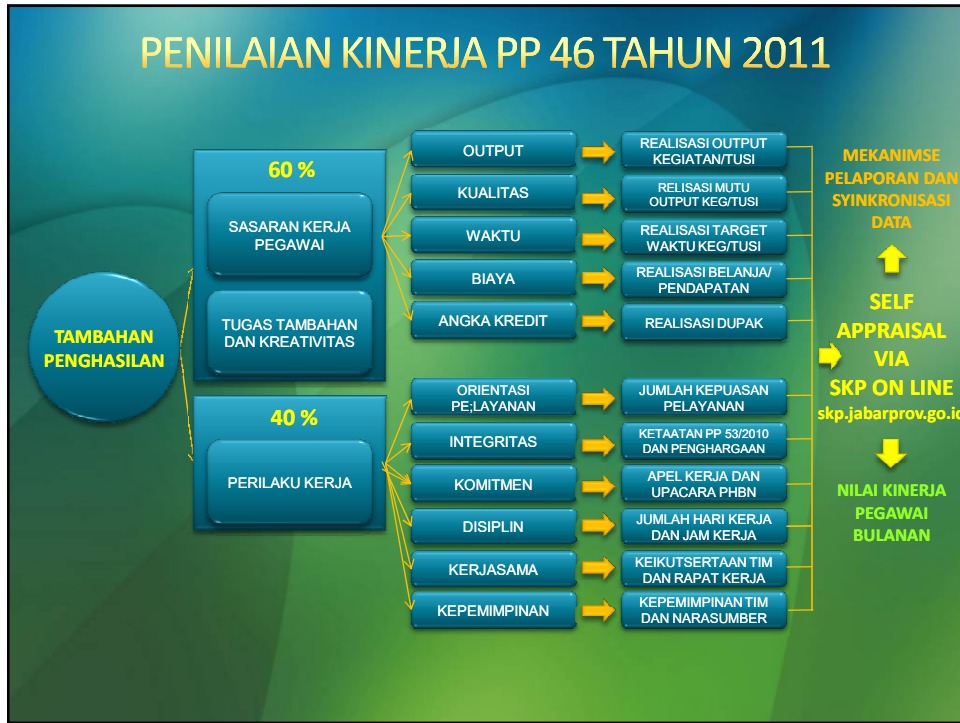 PENILAIAN KINERJA PP 46 TAHUN 2011
TAMBAHAN
PENGHASILAN
60 %
SASARAN KERJA
PEGAWAI
TUGAS TAMBAHAN
DAN KREATIVITAS
40 %
PERILAKU KERJA
OUTPUT
REALISASI OUTPUT
KEGIATAN/TUSI
KUALITAS
RELISASI MUTU
OUTPUT KEG/TUSI
WAKTU
REALISASI TARGET
WAKTU KEG/TUSI
BIAYA
REALISASI BELANJA/
PENDAPATAN
ANGKA KREDIT
REALISASI DUPAK
ORIENTASI
PE;LAYANAN
JUMLAH KEPUASAN
PELAYANAN
INTEGRITAS
KETAATAN PP 53/2010
DAN PENGHARGAAN
KOMITMEN
APEL KERJA DAN
UPACARA PHBN
DISIPLIN
JUMLAH HARI KERJA
DAN JAM KERJA
KERJASAMA
KEIKUTSERTAAN TIM
DAN RAPAT KERJA
KEPEMIMPINAN
KEPEMIMPINAN TIM
DAN NARASUMBER
MEKANIMSE
PELAPORAN DAN
SYINKRONISASI
DATA
SELF
APPRAISAL
VIA
SKP ON LINE
skp.jabarprov.go.id
NILAI KINERJA
PEGAWAI
BULANAN